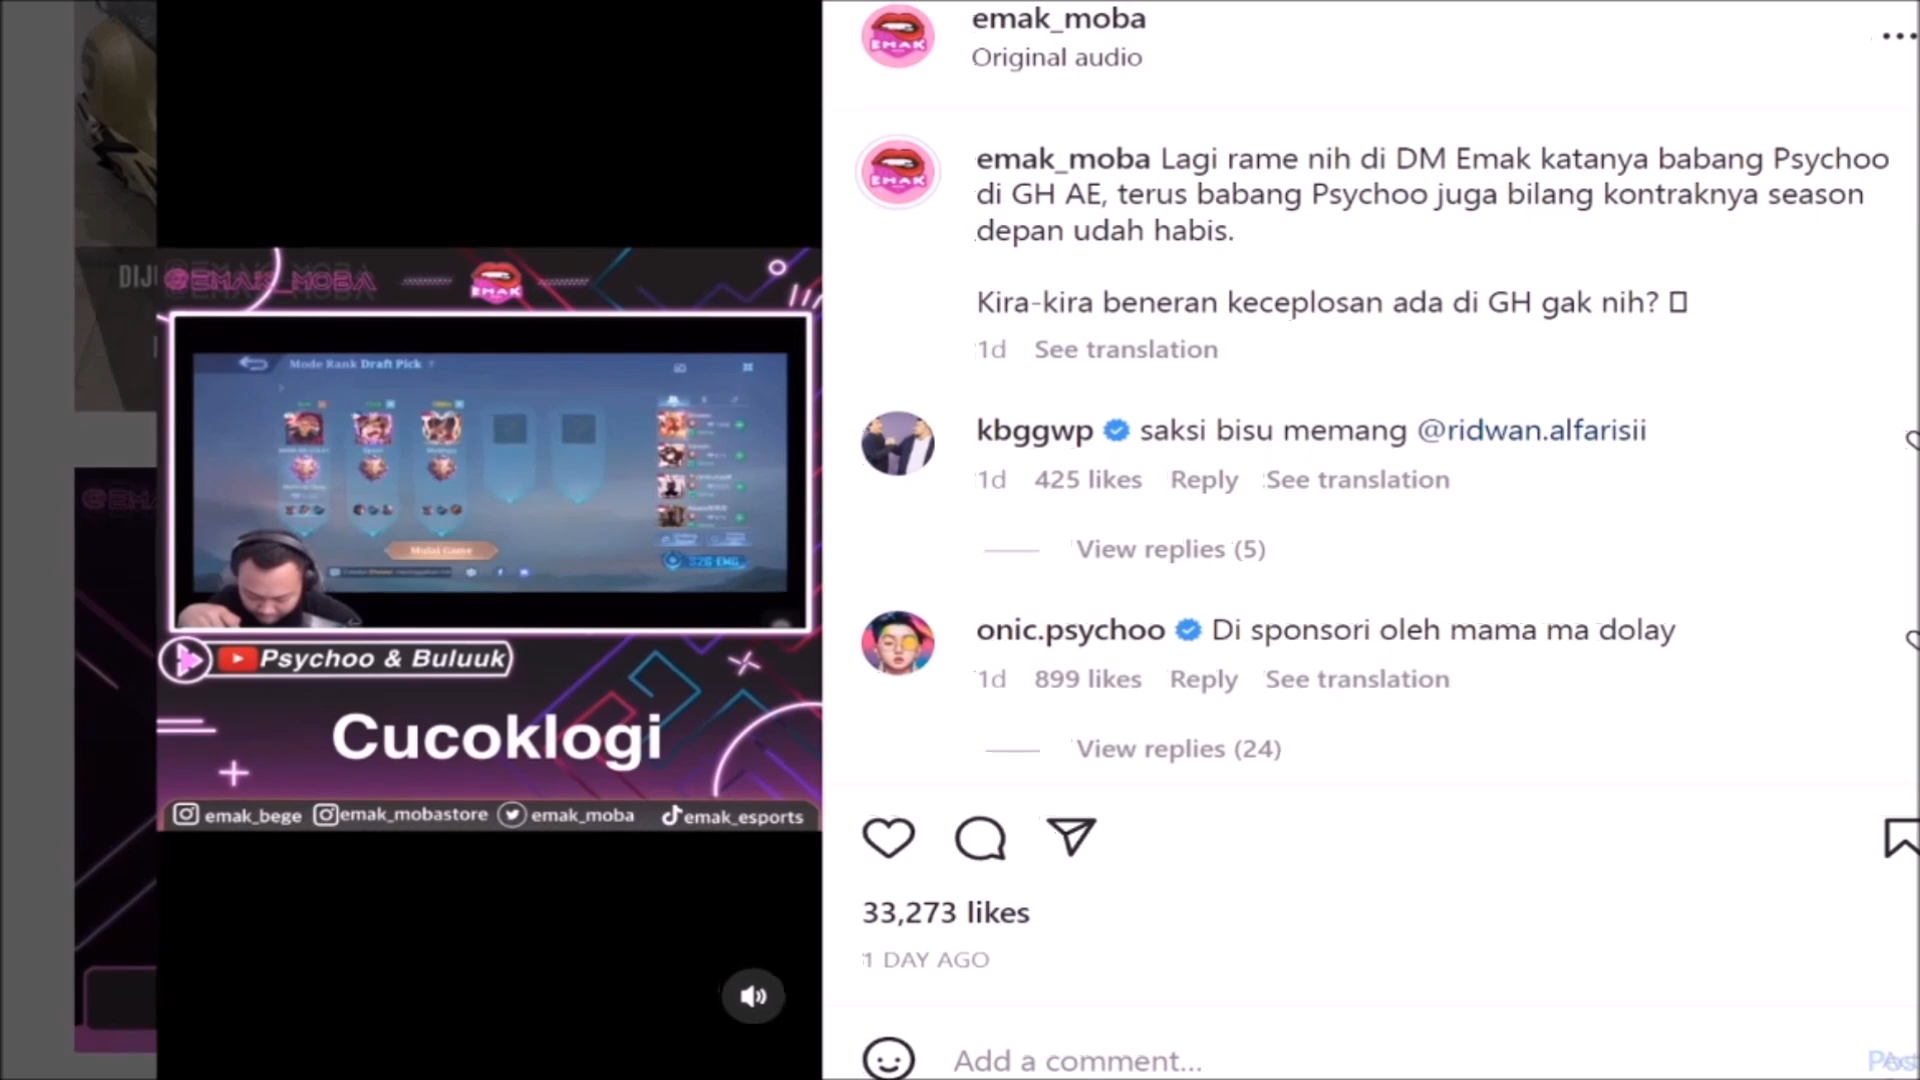 emak_moba
Original audio
emak_moba Lagi rame nih di DM Emak katanya babang Psychoo
di GH AE, terus babang Psychoo juga bilang kontraknya season
depan udah habis.
Kira-kira beneran keceplosan ada di GH gak nih?
1d See translation
kbggwp saksi bisu memang @ridwan.alfarisii
1d 425 likes Reply See translation
View replies (5)
onic.psychoo Di sponsori oleh mama ma dolay
1d 899 likes Reply See translation
View replies (24)
33,273 likes
1 DAY AGO
Add a comment...
@EMAK_MOBA
EMAK
Mode Rank Draft Pick
Mulai Game
Psychoo & Buluuk
Cucoklogi
emak_bege emak_mobastore emak_moba emak_esports